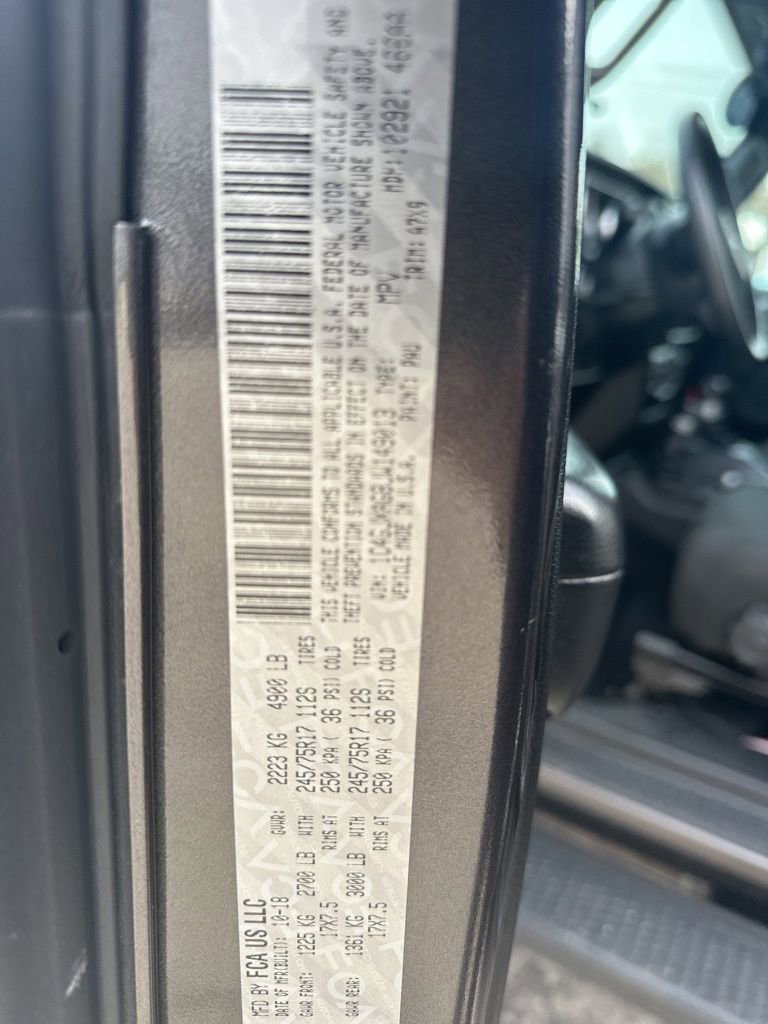 MFD BY FCA US LLC
DATE OF MFR(BUILT): 10-18 GVWR: 2223 KG 4900 LB
GAWR FRONT: 1225 KG 2700 LB WITH 245/75R17 112S TIRES
17X7.5 RIMS AT 250 KPA ( 36 PSI) COLD
GAWR REAR: 1361 KG 3000 LB WITH 245/75R17 112S TIRES
17X7.5 RIMS AT 250 KPA ( 36 PSI) COLD
THIS VEHICLE CONFORMS TO ALL APPLICABLE U.S.A. FEDERAL MOTOR VEHICLE SAFETY AND
THEFT PREVENTION STANDARDS IN EFFECT ON THE DATE OF MANUFACTURE SHOWN ABOVE.
VIN: TYPE: MPV MDH:102921
VEHICLE MADE IN U.S.A. PAINT: PAU TRIM: A7X9